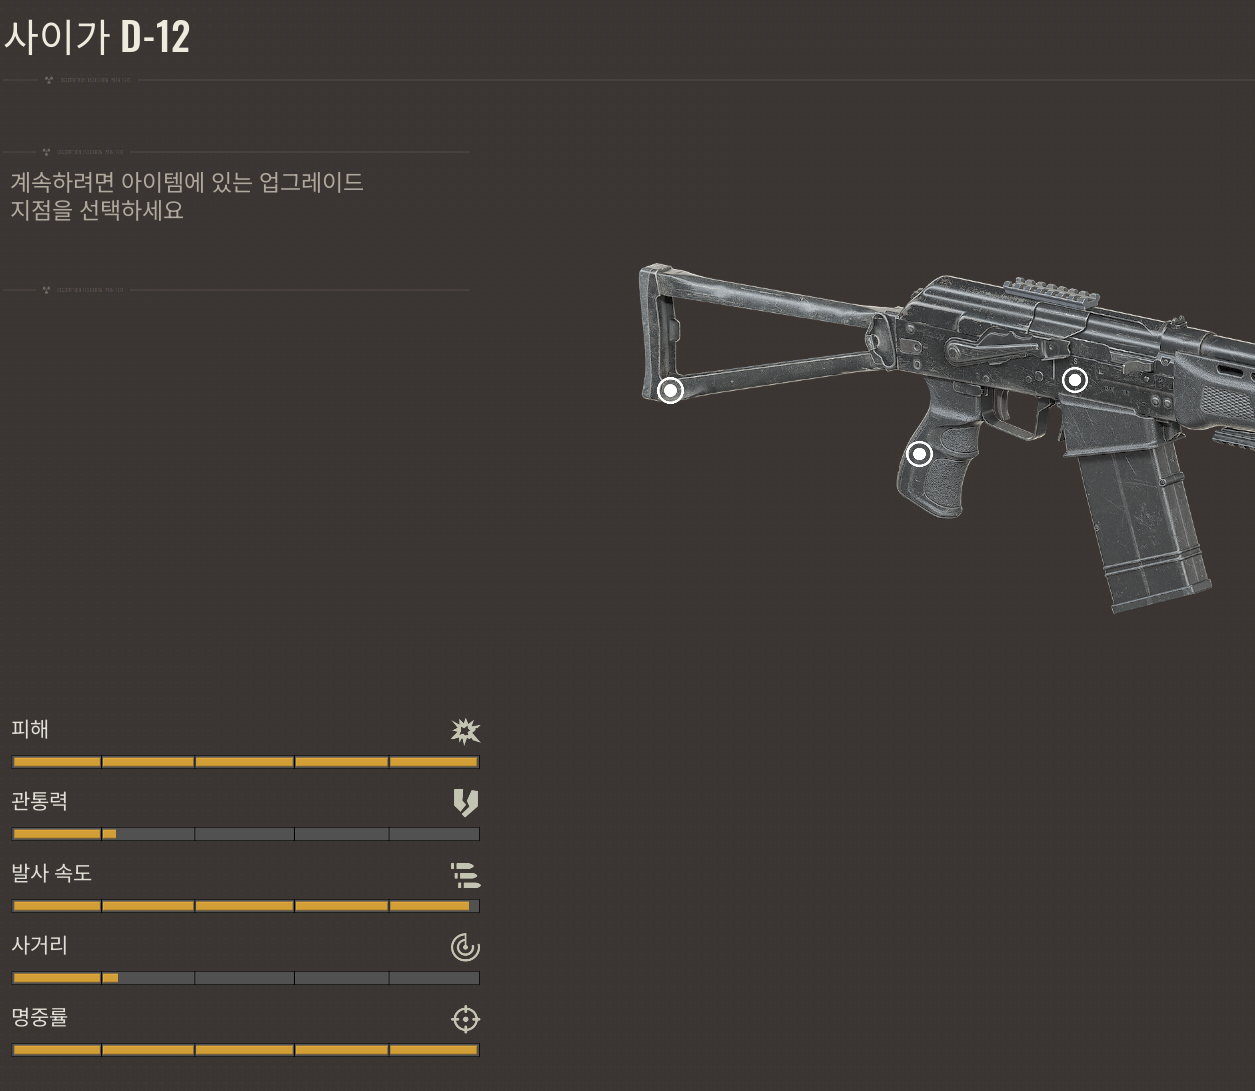 사이가 D-12
계속하려면 아이템에 있는 업그레이드
지점을 선택하세요
피해
관통력
발사 속도
사거리
명중률